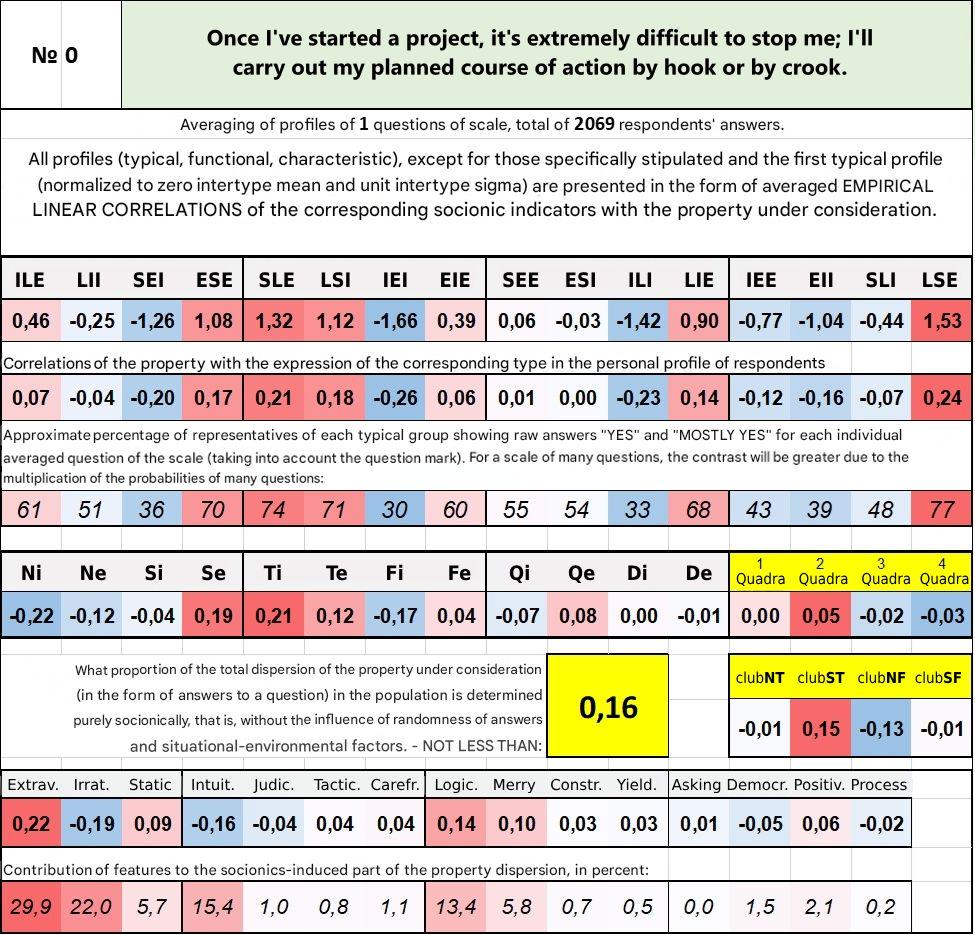 № 0
Once I've started a project, it's extremely difficult to stop me; I'll
carry out my planned course of action by hook or by crook.
Averaging of profiles of 1 questions of scale, total of 2069 respondents' answers.
All profiles (typical, functional, characteristic), except for those specifically stipulated and the first typical profile
(normalized to zero intertype mean and unit intertype sigma) are presented in the form of averaged EMPIRICAL
LINEAR CORRELATIONS of the corresponding socionic indicators with the property under consideration.
ILE LII SEI ESE SLE LSI IEI EIE SEE ESI ILI LIE IEE EII SLI LSE
0,46 -0,25 -1,26 1,08 1,32 1,12 -1,66 0,39 0,06 -0,03 -1,42 0,90 -0,77 -1,04 -0,44 1,53
Correlations of the property with the expression of the corresponding type in the personal profile of respondents
0,07 -0,04 -0,20 0,17 0,21 0,18 -0,26 0,06 0,01 0,00 -0,23 0,14 -0,12 -0,16 -0,07 0,24
Approximate percentage of representatives of each typical group showing raw answers "YES" and "MOSTLY YES" for each individual
averaged question of the scale (taking into account the question mark). For a scale of many questions, the contrast will be greater due to the
multiplication of the probabilities of many questions:
61 51 36 70 74 71 30 60 55 54 33 68 43 39 48 77
Ni Ne Si Se Ti Te Fi Fe Qi Qe Di De 1 Quadra 2 Quadra 3 Quadra 4 Quadra
-0,22 -0,12 -0,04 0,19 0,21 0,12 -0,17 0,04 -0,07 0,08 0,00 -0,01 0,00 0,05 -0,02 -0,03
What proportion of the total dispersion of the property under consideration
(in the form of answers to a question) in the population is determined
purely socionically, that is, without the influence of randomness of answers
and situational-environmental factors. - NOT LESS THAN:
0,16
clubNT clubST clubNF clubSF
-0,01 0,15 -0,13 -0,01
Extrav. Irrat. Static Intuit. Judic. Tactic. Carefr. Logic. Merry Constr. Yield. Asking Democr. Positiv. Process
0,22 -0,19 0,09 -0,16 -0,04 0,04 0,04 0,14 0,10 0,03 0,03 0,01 -0,05 0,06 -0,02
Contribution of features to the socionics-induced part of the property dispersion, in percent:
29,9 22,0 5,7 15,4 1,0 0,8 1,1 13,4 5,8 0,7 0,5 0,0 1,5 2,1 0,2